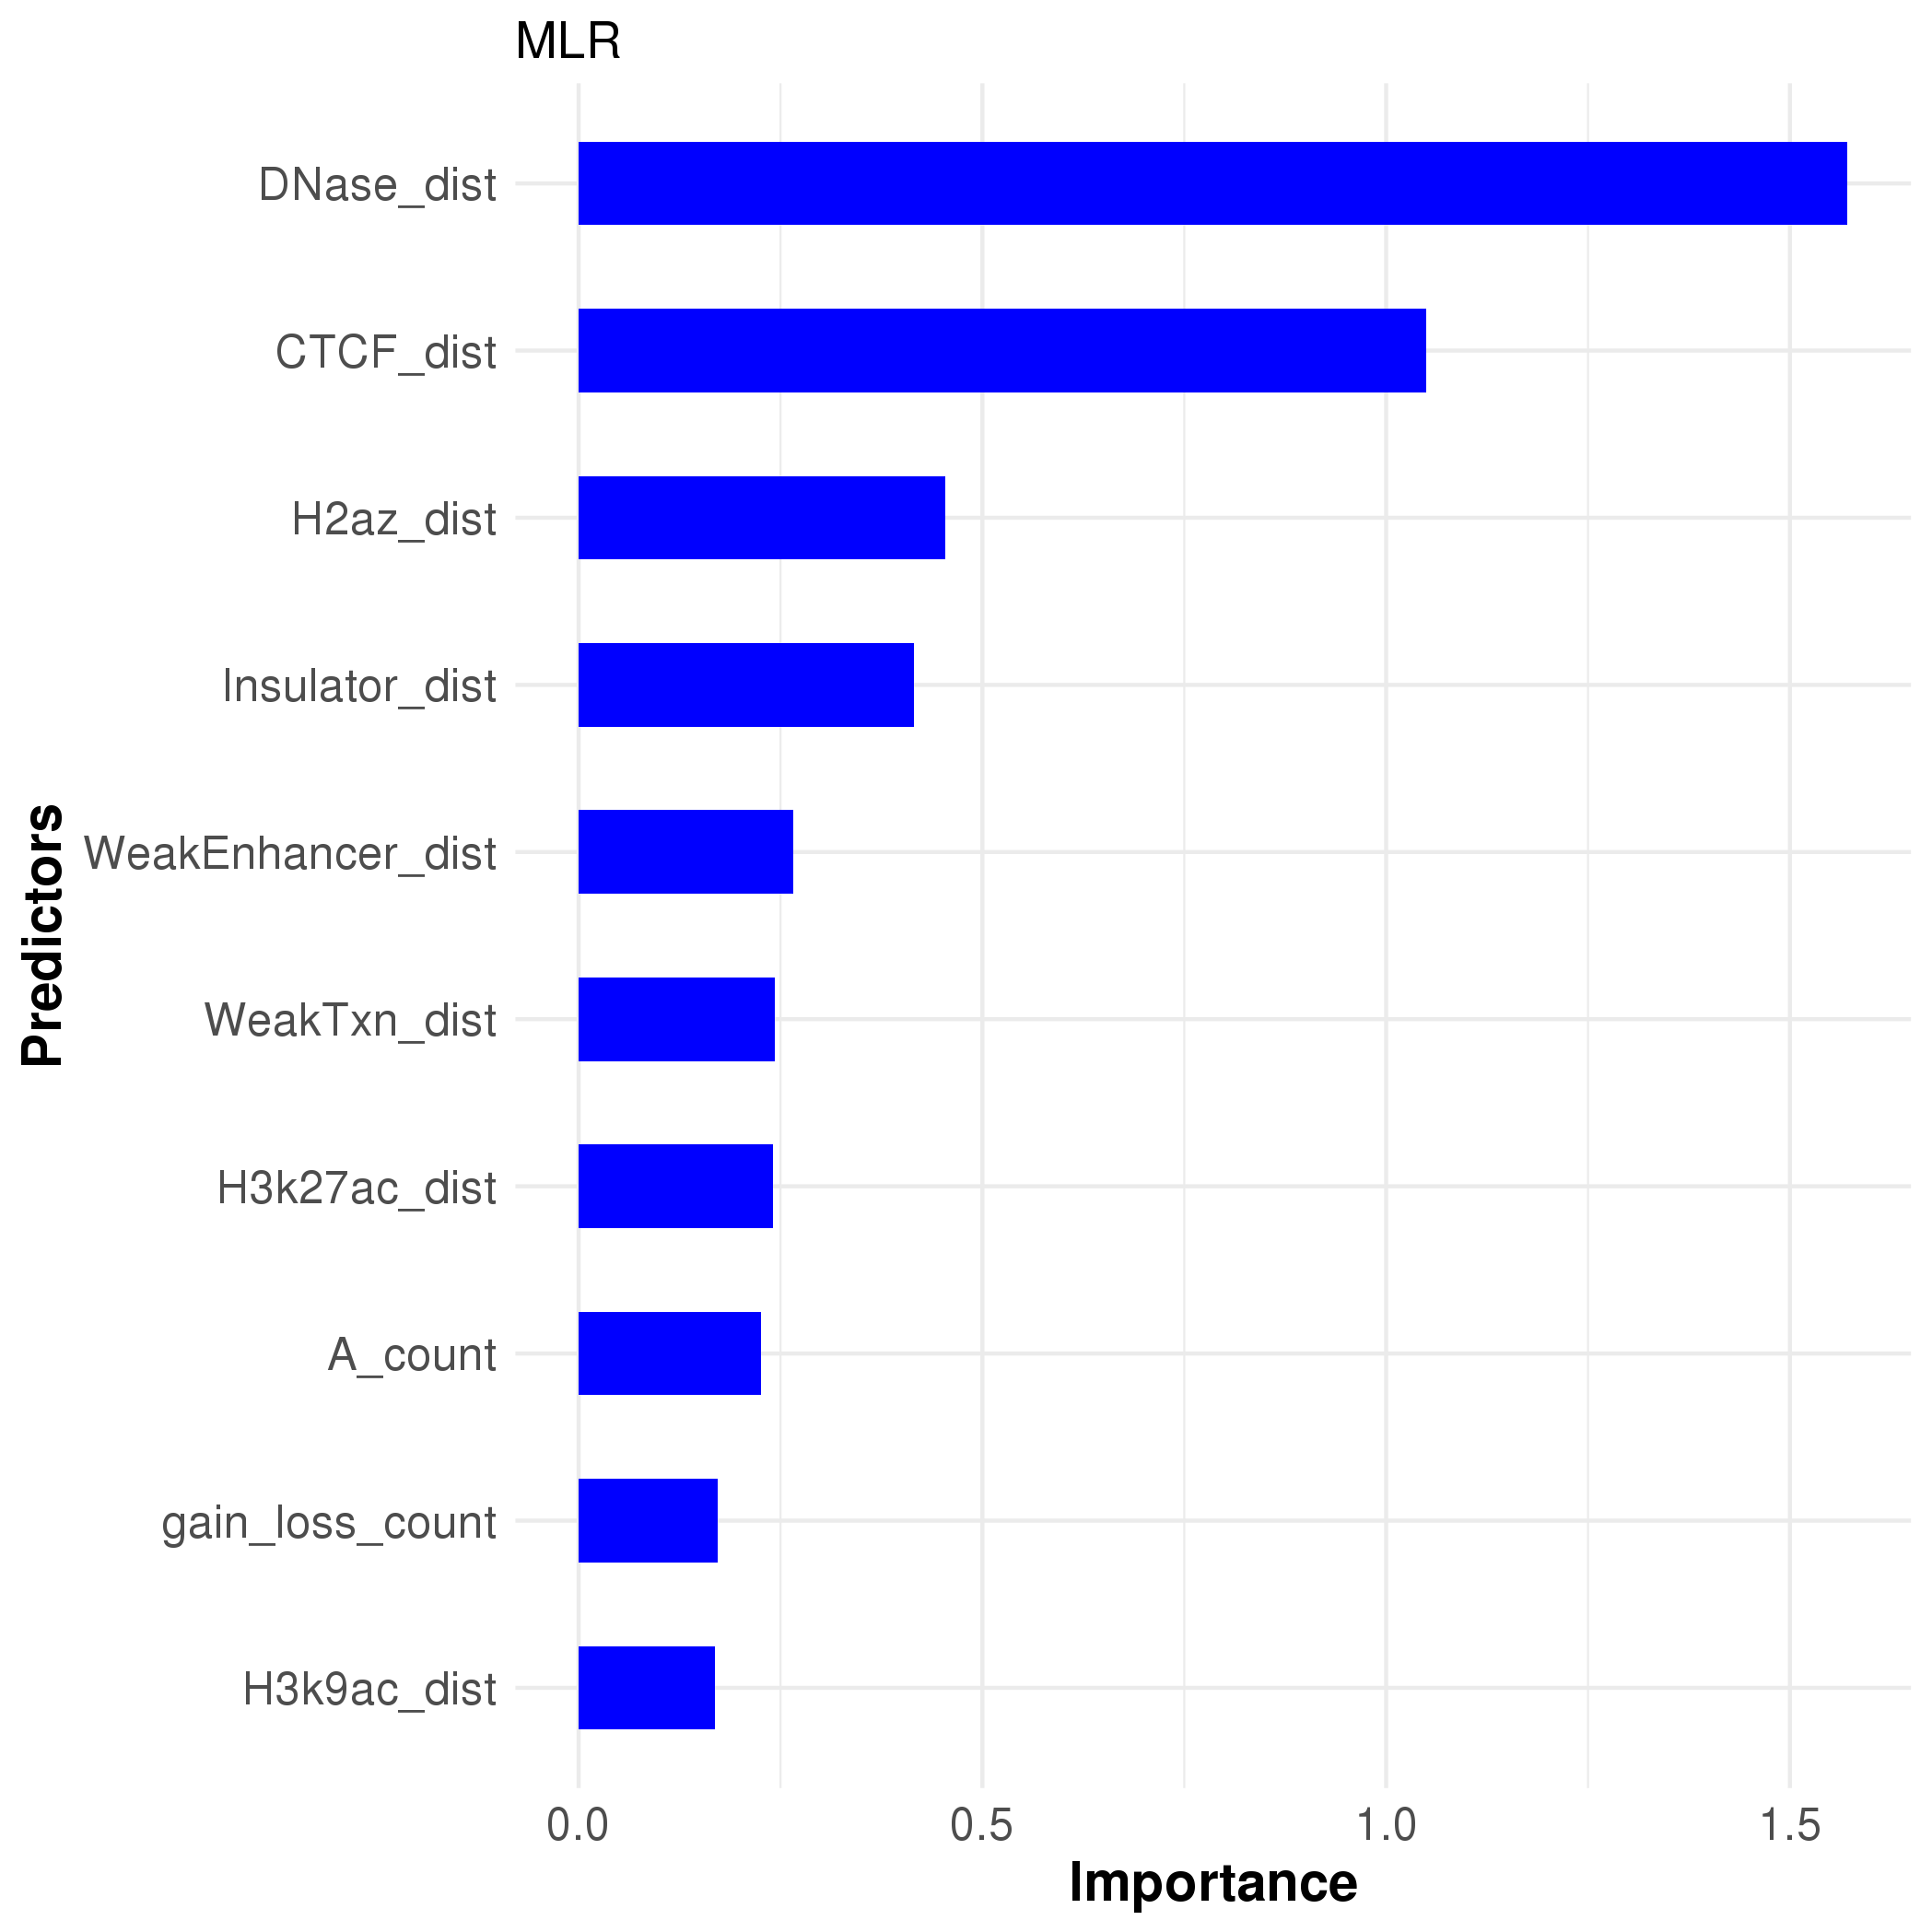 MLR
DNase_dist
CTCF_dist
H2az_dist
Insulator_dist
WeakEnhancer_dist
WeakTxn_dist
H3k27ac_dist
A_count
gain_loss_count
H3k9ac_dist
Predictors
0.0 0.5 1.0 1.5
Importance